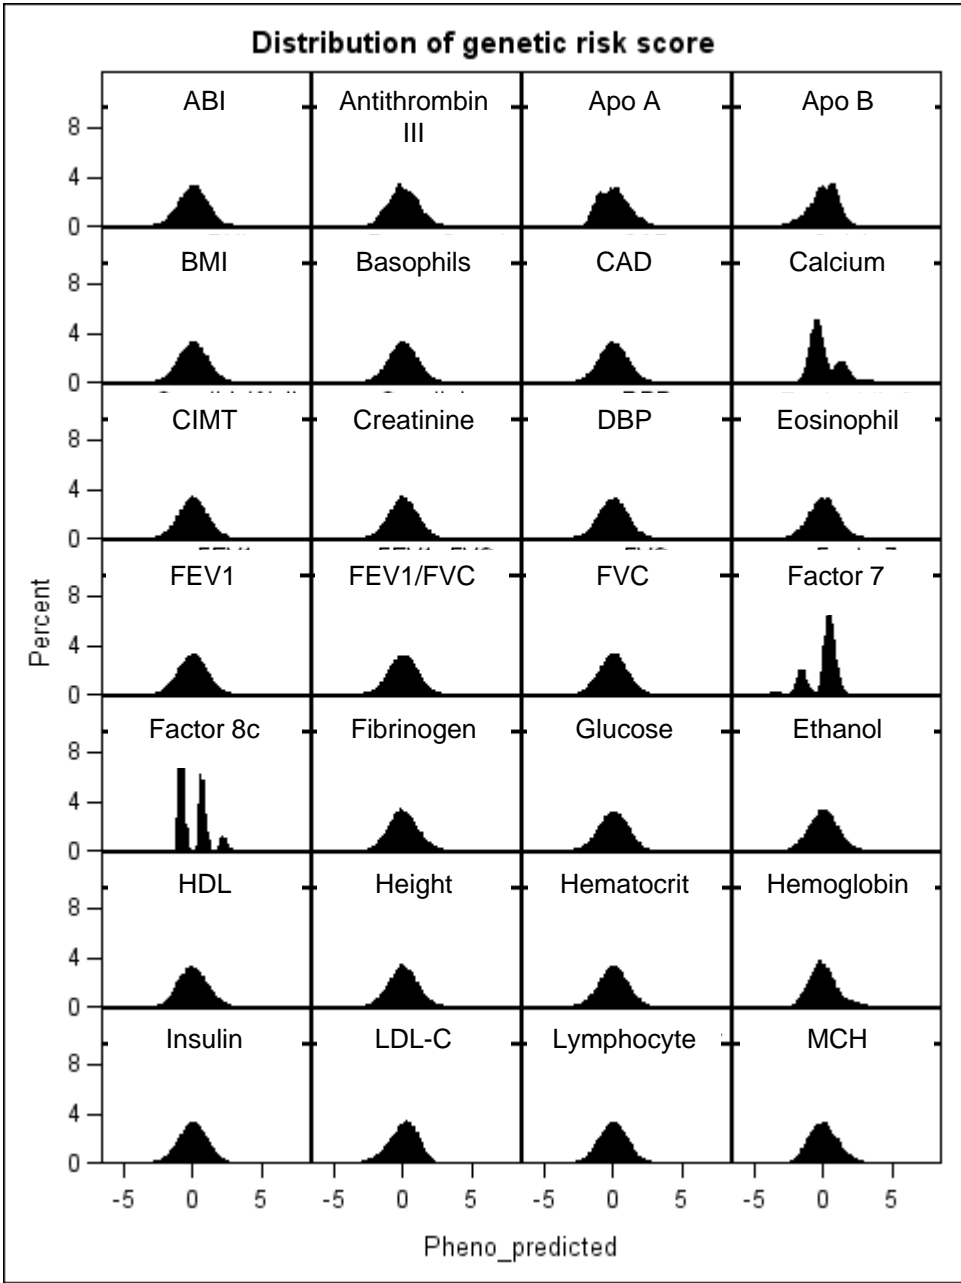 Distribution of genetic risk score
ABI Antithrombin III Apo A Apo B
8
4
0
BMI Basophils CAD Calcium
8
4
0
CIMT Creatinine DBP Eosinophil
8
4
0
FEV1 FEV1/FVC FVC Factor 7
8
4
0
Percent
Factor 8c Fibrinogen Glucose Ethanol
8
4
0
HDL Height Hematocrit Hemoglobin
8
4
0
Insulin LDL-C Lymphocyte MCH
8
4
0
-5 0 5 -5 0 5 -5 0 5 -5 0 5
Pheno_predicted